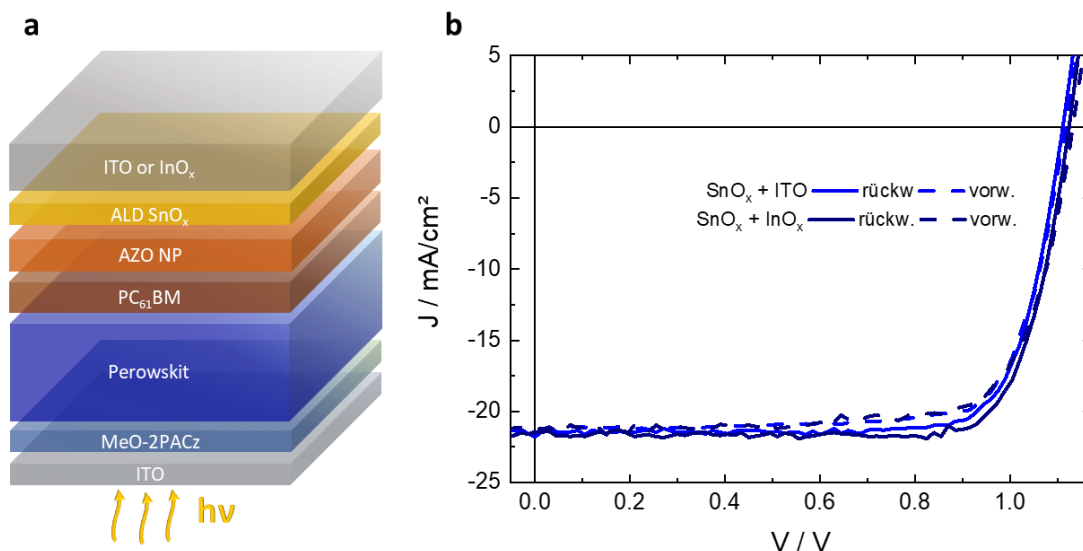 a
ITO or InOₓ
ALD SnOₓ
AZO NP
PC₆₁BM
Perowskit
MeO-2PACz
ITO
hν
b
5
0
-5
-10
-15
-20
-25
J / mA/cm²
SnOₓ + ITO rückw. vorw.
SnOₓ + InOₓ rückw. vorw.
0.0 0.2 0.4 0.6 0.8 1.0
V / V